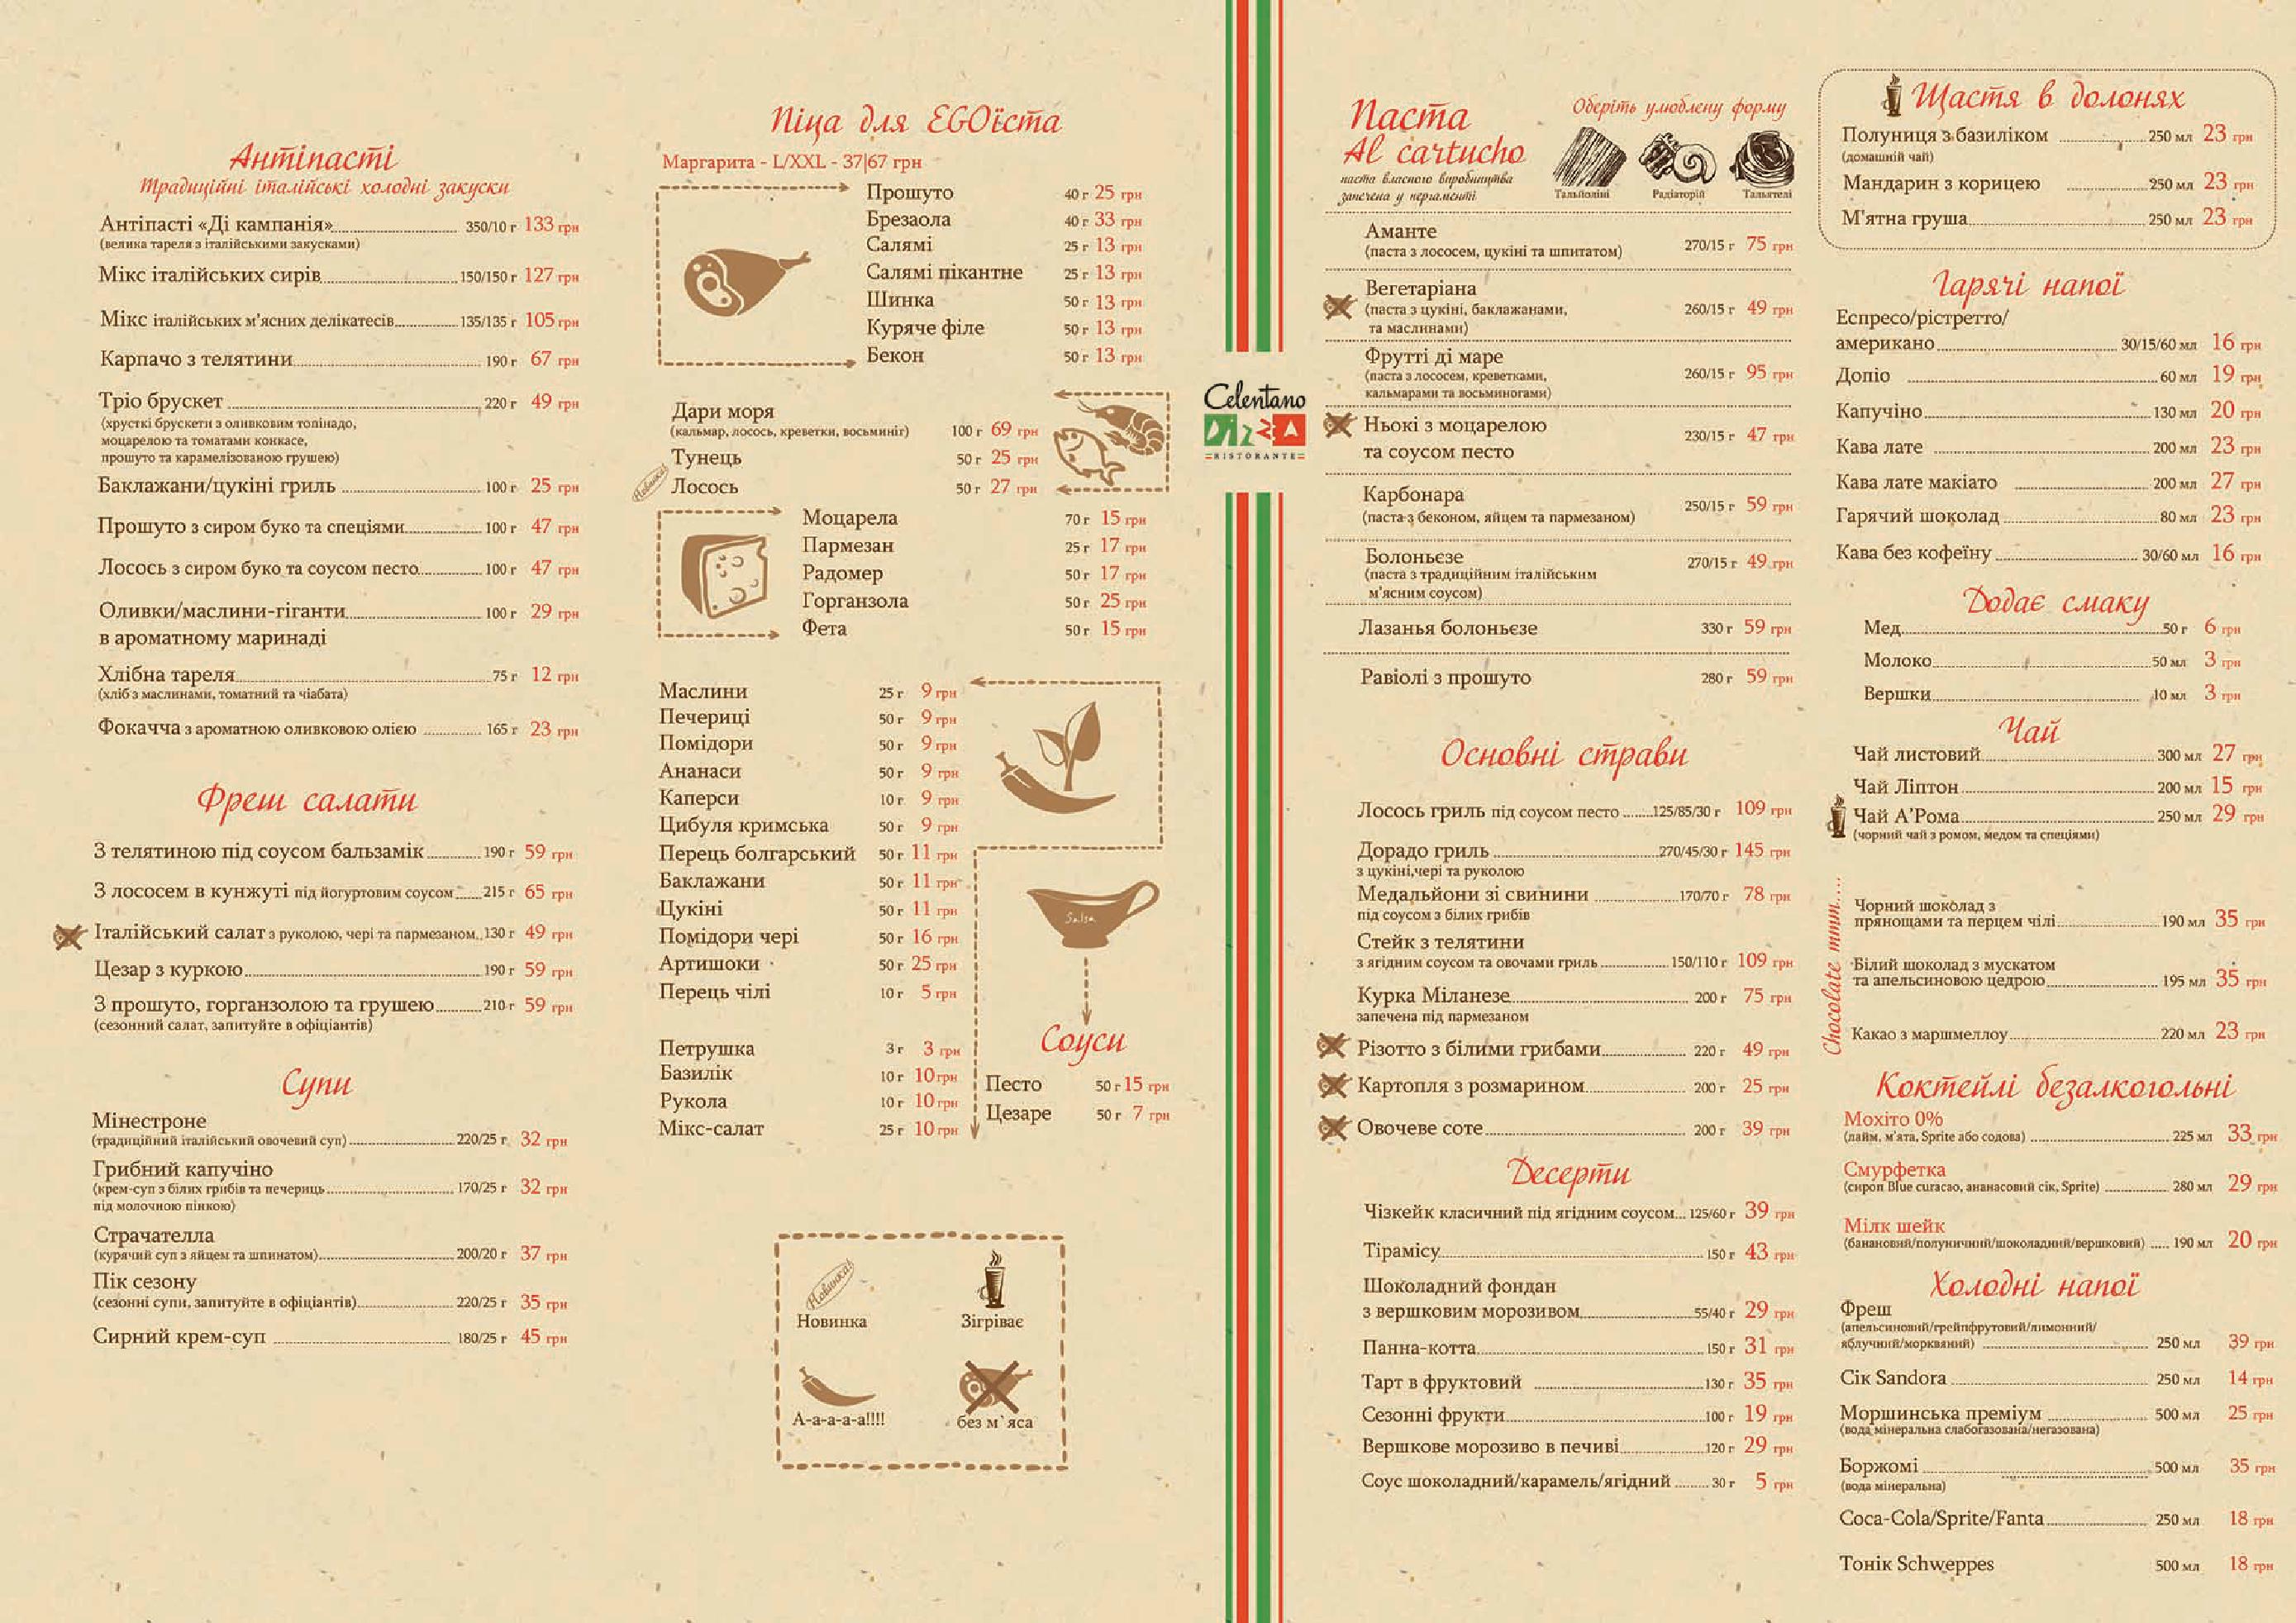 Антіпасті
Традиційні італійські холодні закуски
Антіпасті «Ді кампанія» 350/10 г 133 грн
(велика тареля з італійськими закусками)
Мікс італійських сирів 150/150 г 127 грн
Мікс італійських м'ясних делікатесів 135/135 г 105 грн
Карпачо з телятини 190 г 67 грн
Тріо брускет 220 г 49 грн
(хрусткі брускети з оливковим топінадо,
моцарелою та томатами конкасе,
прошуто та карамелізованою грушею)
Баклажани/цукіні гриль 100 г 25 грн
Прошуто з сиром буко та спеціями 100 г 47 грн
Лосось з сиром буко та соусом песто 100 г 47 грн
Оливки/маслини-гіганти 100 г 29 грн
в ароматному маринаді
Хлібна тареля 75 г 12 грн
(хліб з маслинами, томатний та чіабата)
Фокачча з ароматною оливковою олією 165 г 23 грн
Фреш салати
З телятиною під соусом бальзамік 190 г 59 грн
З лососем в кунжуті під йогуртовим соусом 215 г 65 грн
Італійський салат з руколою, чері та пармезаном 130 г 49 грн
Цезар з куркою 190 г 59 грн
З прошуто, горганзолою та грушею 210 г 59 грн
(сезонний салат, запитуйте в офіціантів)
Супи
Мінестроне
(традиційний італійський овочевий суп) 220/25 г 32 грн
Грибний капучіно
(крем-суп з білих грибів та печериць 170/25 г 32 грн
під молочною пінкою)
Страчателла
(курячий суп з яйцем та шпинатом) 200/20 г 37 грн
Пік сезону
(сезонні супи, запитуйте в офіціантів) 220/25 г 35 грн
Сирний крем-суп 180/25 г 45 грн
Піца для EGOїста
Маргарита - L/XXL - 37|67 грн
Прошуто 40 г 25 грн
Брезаола 40 г 33 грн
Салямі 25 г 13 грн
Салямі пікантне 25 г 13 грн
Шинка 50 г 13 грн
Куряче філе 50 г 13 грн
Бекон 50 г 13 грн
Дари моря
(кальмар, лосось, креветки, восьминіг) 100 г 69 грн
Тунець 50 г 25 грн
Новинка!
Лосось 50 г 27 грн
Моцарела 70 г 15 грн
Пармезан 25 г 17 грн
Радомер 50 г 17 грн
Горганзола 50 г 25 грн
Фета 50 г 15 грн
Маслини 25 г 9 грн
Печериці 50 г 9 грн
Помідори 50 г 9 грн
Ананаси 50 г 9 грн
Каперси 10 г 9 грн
Цибуля кримська 50 г 9 грн
Перець болгарський 50 г 11 грн
Баклажани 50 г 11 грн
Цукіні 50 г 11 грн
Помідори чері 50 г 16 грн
Артишоки 50 г 25 грн
Перець чілі 10 г 5 грн
Петрушка 3 г 3 грн
Базилік 10 г 10 грн
Рукола 10 г 10 грн
Мікс-салат 25 г 10 грн
Salsa
Соуси
Песто 50 г 15 грн
Цезаре 50 г 7 грн
Новинка!
Новинка
Зігріває
А-а-а-а-а!!!!
без м`яса
Celentano
Pizza
RISTORANTE
Паста
Al cartucho
паста власного виробництва
запечена у пергаменті
Оберіть улюблену форму
Тальйоліні Радіаторій Тальятелі
Аманте
(паста з лососем, цукіні та шпитатом) 270/15 г 75 грн
Вегетаріана
(паста з цукіні, баклажанами, 260/15 г 49 грн
та маслинами)
Фрутті ді маре
(паста з лососем, креветками, 260/15 г 95 грн
кальмарами та восьминогами)
Ньокі з моцарелою 230/15 г 47 грн
та соусом песто
Карбонара
(паста з беконом, яйцем та пармезаном) 250/15 г 59 грн
Болоньєзе 270/15 г 49 грн
(паста з традиційним італійським
м'ясним соусом)
Лазанья болоньєзе 330 г 59 грн
Равіолі з прошуто 280 г 59 грн
Основні страви
Лосось гриль під соусом песто 125/85/30 г 109 грн
Дорадо гриль 270/45/30 г 145 грн
з цукіні,чері та руколою
Медальйони зі свинини 170/70 г 78 грн
під соусом з білих грибів
Стейк з телятини
з ягідним соусом та овочами гриль 150/110 г 109 грн
Курка Міланезе 200 г 75 грн
запечена під пармезаном
Різотто з білими грибами 220 г 49 грн
Картопля з розмарином 200 г 25 грн
Овочеве соте 200 г 39 грн
Десерти
Чізкейк класичний під ягідним соусом 125/60 г 39 грн
Тірамісу 150 г 43 грн
Шоколадний фондан
з вершковим морозивом 55/40 г 29 грн
Панна-котта 150 г 31 грн
Тарт в фруктовий 130 г 35 грн
Сезонні фрукти 100 г 19 грн
Вершкове морозиво в печиві 120 г 29 грн
Соус шоколадний/карамель/ягідний 30 г 5 грн
Щастя в долонях
Полуниця з базиліком 250 мл 23 грн
(домашній чай)
Мандарин з корицею 250 мл 23 грн
М'ятна груша 250 мл 23 грн
Гарячі напої
Еспресо/рістретто/
американо 30/15/60 мл 16 грн
Допіо 60 мл 19 грн
Капучіно 130 мл 20 грн
Кава лате 200 мл 23 грн
Кава лате макіато 200 мл 27 грн
Гарячий шоколад 80 мл 23 грн
Кава без кофеїну 30/60 мл 16 грн
Додає смаку
Мед 50 г 6 грн
Молоко 50 мл 3 грн
Вершки 10 мл 3 грн
Чай
Чай листовий 300 мл 27 грн
Чай Ліптон 200 мл 15 грн
Чай А'Рома 250 мл 29 грн
(чорний чай з ромом, медом та спеціями)
Chocolate mmm....
Чорний шоколад з
прянощами та перцем чілі 190 мл 35 грн
Білий шоколад з мускатом
та апельсиновою цедрою 195 мл 35 грн
Какао з маршмеллоу 220 мл 23 грн
Коктейлі безалкогольні
Мохіто 0%
(лайм, м'ята, Sprite або содова) 225 мл 33 грн
Смурфетка
(сироп Blue curacao, ананасовий сік, Sprite) 280 мл 29 грн
Мілк шейк
(банановий/полуничний/шоколадний/вершковий) 190 мл 20 грн
Холодні напої
Фреш
(апельсиновий/грейпфрутовий/лимонний/
яблучний/морквяний) 250 мл 39 грн
Сік Sandora 250 мл 14 грн
Моршинська преміум 500 мл 25 грн
(вода мінеральна слабогазована/негазована)
Боржомі 500 мл 35 грн
(вода мінеральна)
Coca-Cola/Sprite/Fanta 250 мл 18 грн
Тонік Schweppes 500 мл 18 грн